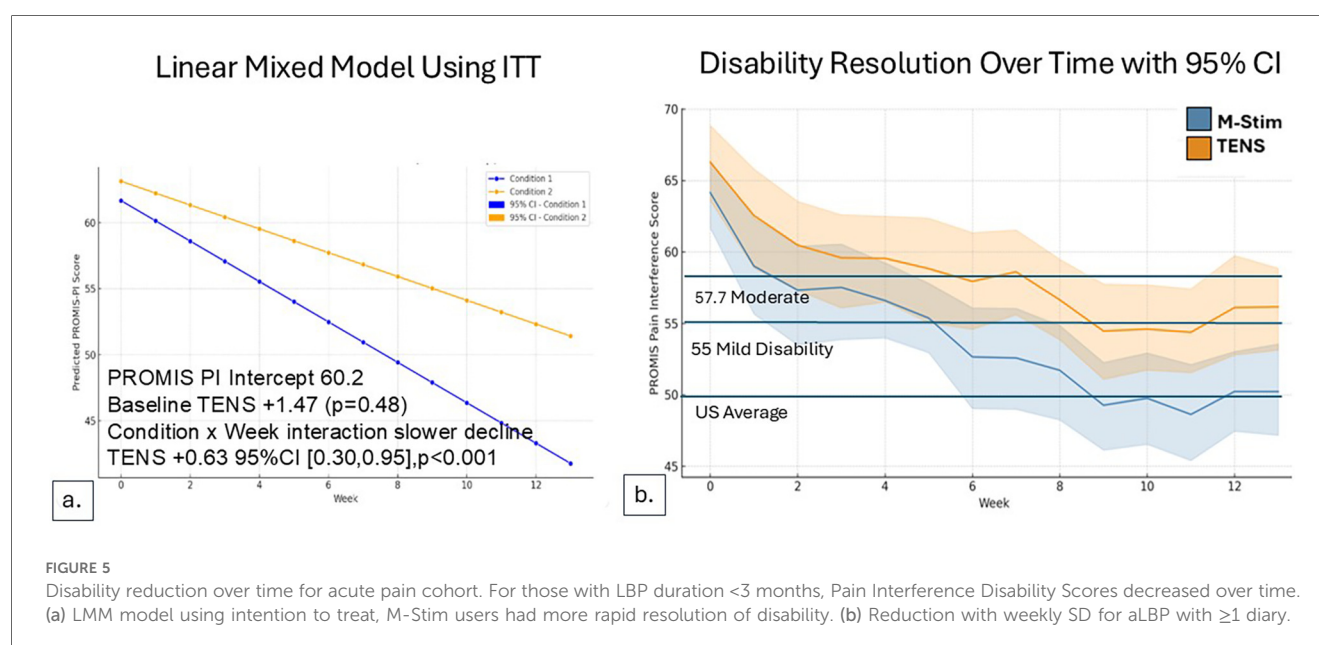 Linear Mixed Model Using ITT
Predicted PROMIS-PI Score
60
55
50
45
Condition 1
Condition 2
95% CI - Condition 1
95% CI - Condition 2
PROMIS PI Intercept 60.2
Baseline TENS +1.47 (p=0.48)
Condition x Week interaction slower decline
TENS +0.63 95%CI [0.30,0.95],p<0.001
0 2 4 6 8 10 12
Week
a.
Disability Resolution Over Time with 95% CI
PROMIS Pain Interference Score
70
65
60
55
50
45
M-Stim
TENS
57.7 Moderate
55 Mild Disability
US Average
0 2 4 6 8 10 12
Week
b.
FIGURE 5
Disability reduction over time for acute pain cohort. For those with LBP duration <3 months, Pain Interference Disability Scores decreased over time.
(a) LMM model using intention to treat, M-Stim users had more rapid resolution of disability. (b) Reduction with weekly SD for aLBP with ≥1 diary.